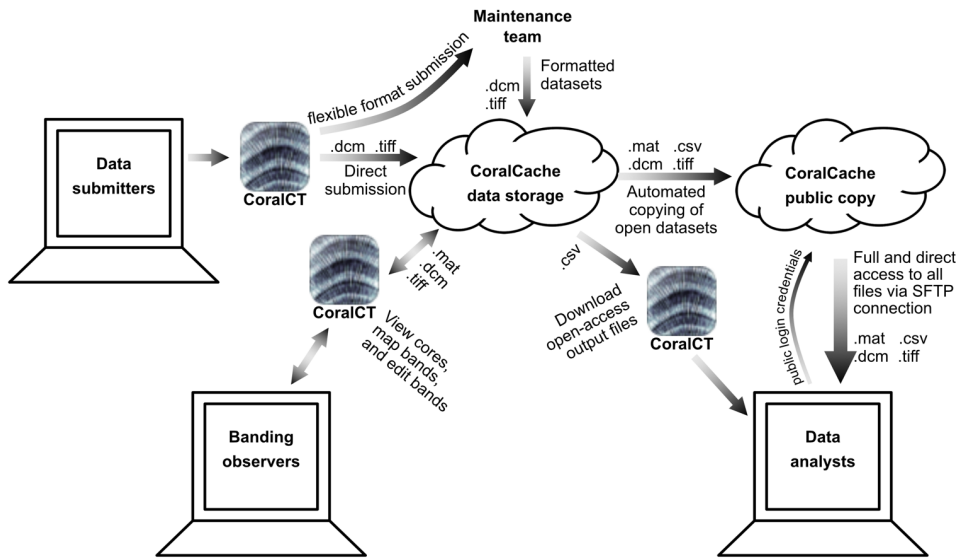 Maintenance
team
flexible format submission
Formatted
datasets
.dcm
.tiff
Data
submitters
CoralCT
.dcm .tiff
Direct
submission
CoralCache
data storage
.mat .csv
.dcm .tiff
Automated
copying of
open datasets
CoralCache
public copy
.mat
.dcm
.tiff
CoralCT
View cores,
map bands,
and edit bands
.csv
Download
open-access
output files
CoralCT
public login credentials
Full and direct
access to all
files via SFTP
connection
.mat .csv
.dcm .tiff
Banding
observers
Data
analysts